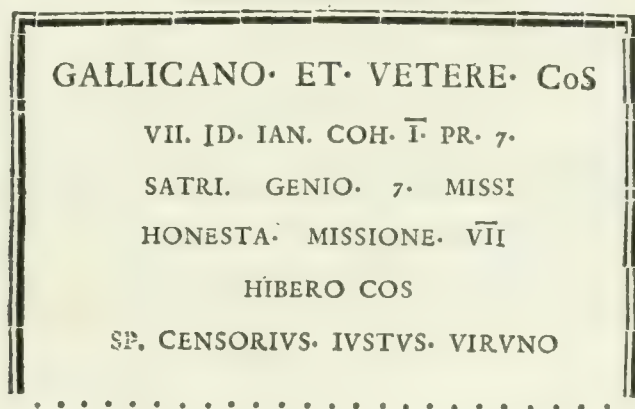 GALLICANO· ET· VETERE· CoS
VII. ID· IAN. COH· Ī· PR· 7·
SATRI. GENIO· 7· MISSI
HONESTA· MISSIONE· V̅I̅I̅
HIBERO COS
SP. CENSORIVS· IVSTVS· VIRVNO